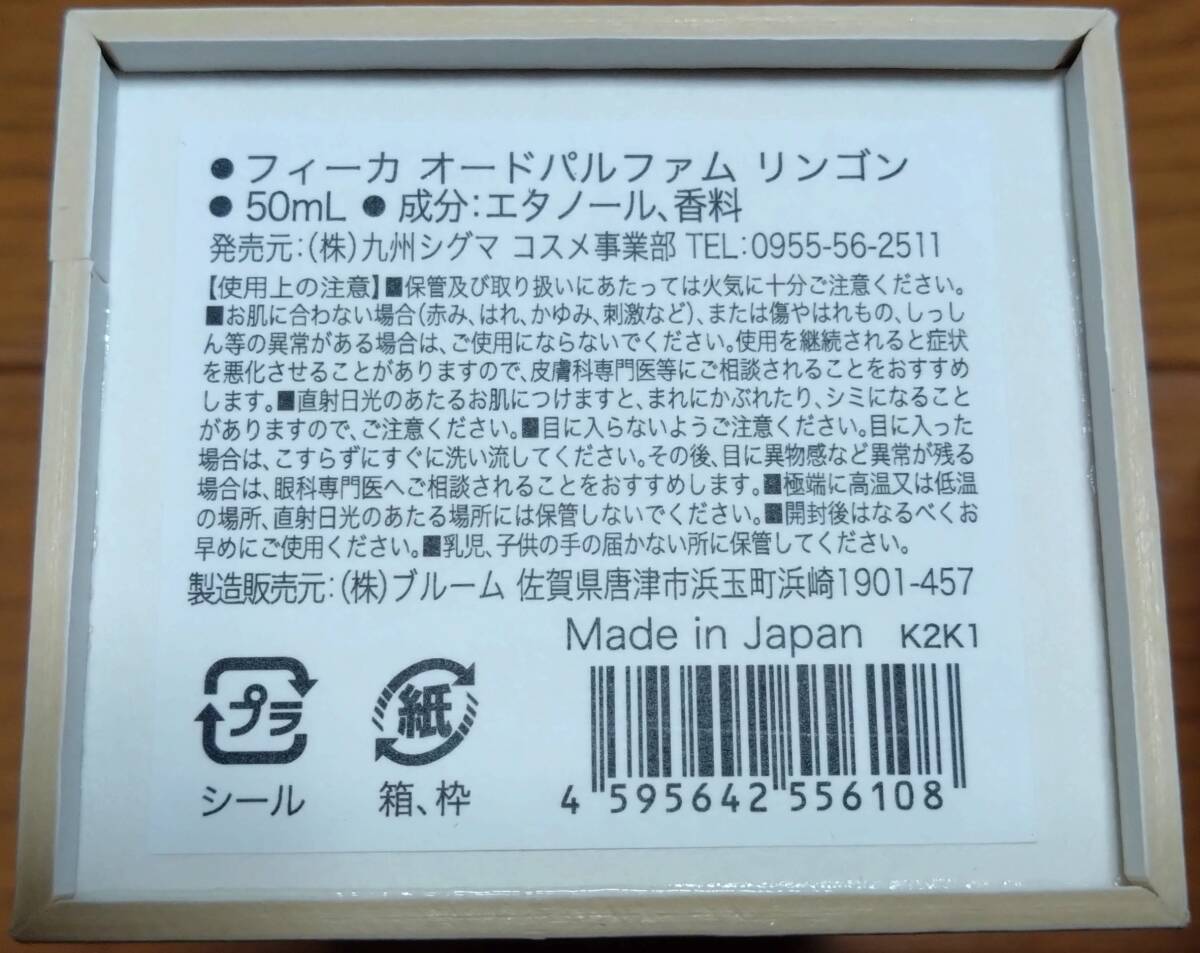 ● フィーカ オードパルファム リンゴン
● 50mL ● 成分:エタノール、香料
発売元:(株)九州シグマ コスメ事業部 TEL:0955-56-2511
【使用上の注意】■保管及び取り扱いにあたっては火気に十分ご注意ください。
■お肌に合わない場合(赤み、はれ、かゆみ、刺激など)、または傷やはれもの、しっし
ん等の異常がある場合は、ご使用にならないでください。使用を継続されると症状
を悪化させることがありますので、皮膚科専門医等にご相談されることをおすすめ
します。■直射日光のあたるお肌につけますと、まれにかぶれたり、シミになること
がありますので、ご注意ください。■目に入らないようご注意ください。目に入った
場合は、こすらずにすぐに洗い流してください。その後、目に異物感など異常が残る
場合は、眼科専門医へご相談されることをおすすめします。■極端に高温又は低温
の場所、直射日光のあたる場所には保管しないでください。■開封後はなるべくお
早めにご使用ください。■乳児、子供の手の届かない所に保管してください。
製造販売元:(株)ブルーム 佐賀県唐津市浜玉町浜崎1901-457
Made in Japan K2K1
プラ 紙
シール 箱、枠
4 595642 556108